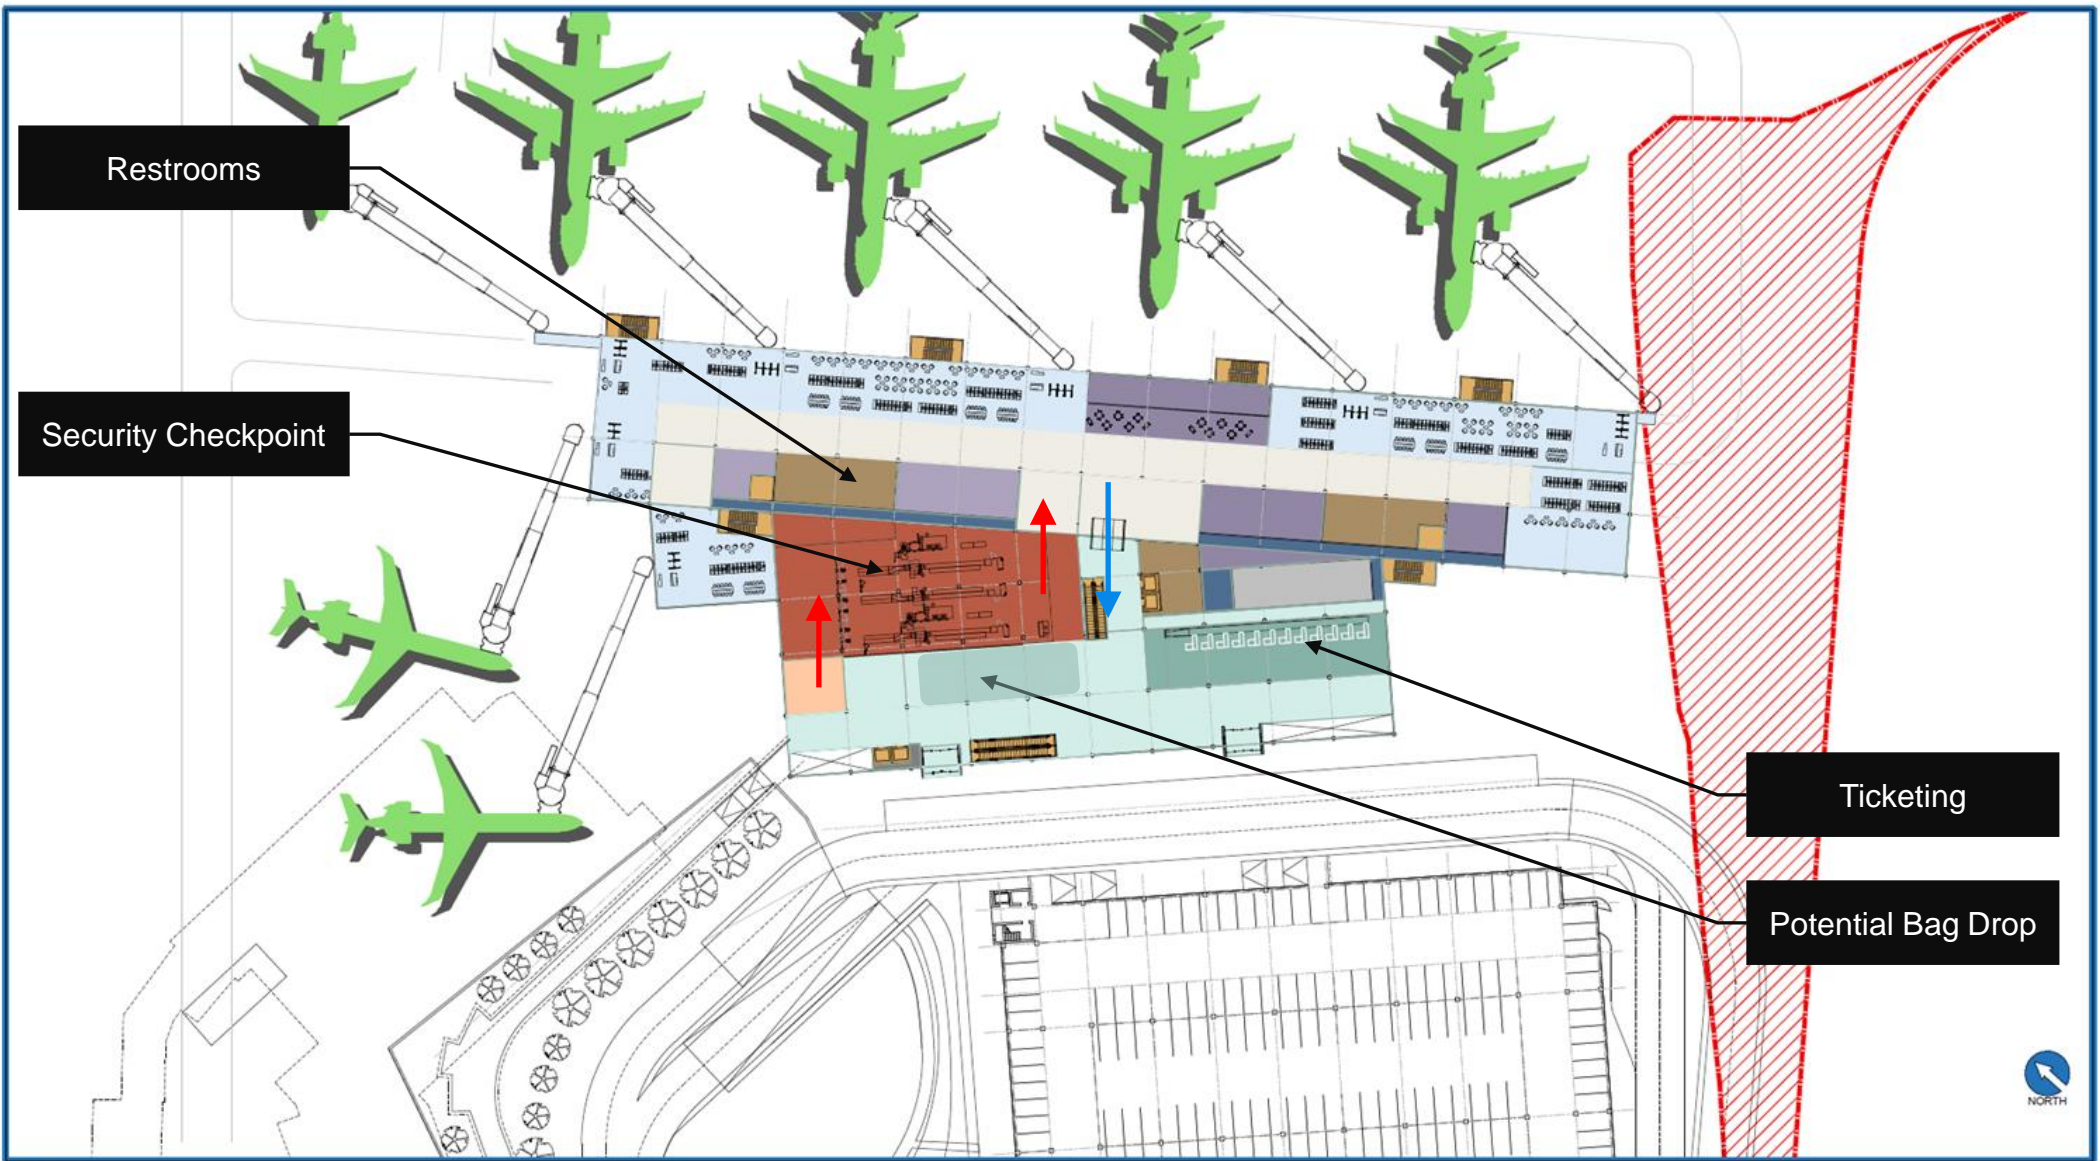 Restrooms
Security Checkpoint
Ticketing
Potential Bag Drop
NORTH